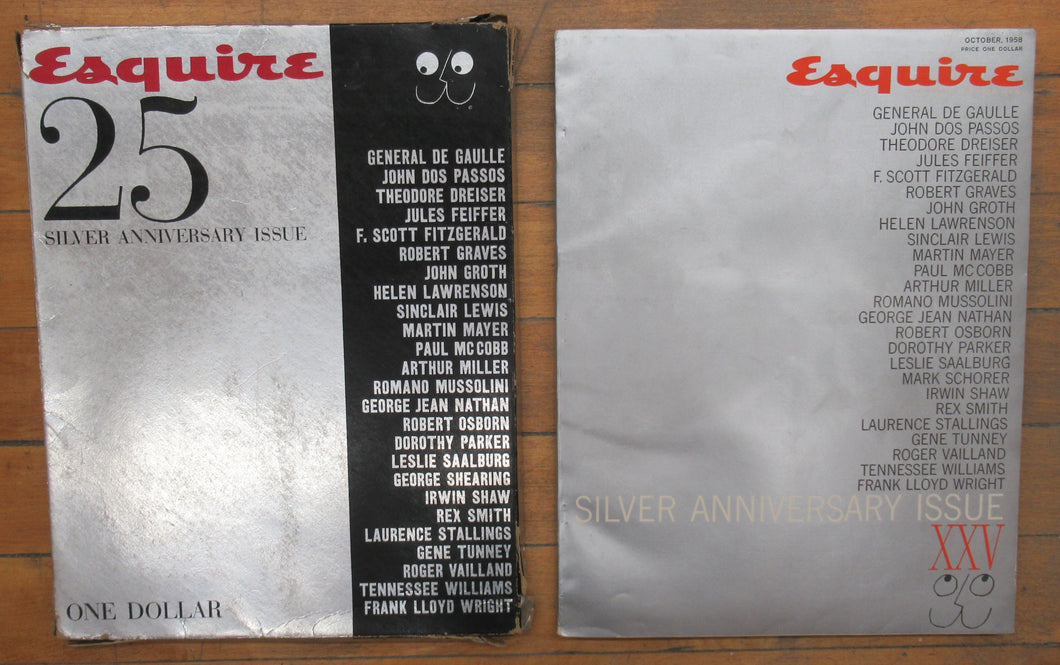 Esquire
25
SILVER ANNIVERSARY ISSUE
GENERAL DE GAULLE
JOHN DOS PASSOS
THEODORE DREISER
JULES FEIFFER
F. SCOTT FITZGERALD
ROBERT GRAVES
JOHN GROTH
HELEN LAWRENSON
SINCLAIR LEWIS
MARTIN MAYER
PAUL MC COBB
ARTHUR MILLER
ROMANO MUSSOLINI
GEORGE JEAN NATHAN
ROBERT OSBORN
DOROTHY PARKER
LESLIE SAALBURG
GEORGE SHEARING
IRWIN SHAW
REX SMITH
LAURENCE STALLINGS
GENE TUNNEY
ROGER VAILLAND
TENNESSEE WILLIAMS
FRANK LLOYD WRIGHT
ONE DOLLAR
OCTOBER, 1958
PRICE ONE DOLLAR
Esquire
GENERAL DE GAULLE
JOHN DOS PASSOS
THEODORE DREISER
JULES FEIFFER
F. SCOTT FITZGERALD
ROBERT GRAVES
JOHN GROTH
HELEN LAWRENSON
SINCLAIR LEWIS
MARTIN MAYER
PAUL MC COBB
ARTHUR MILLER
ROMANO MUSSOLINI
GEORGE JEAN NATHAN
ROBERT OSBORN
DOROTHY PARKER
LESLIE SAALBURG
MARK SCHORER
IRWIN SHAW
REX SMITH
LAURENCE STALLINGS
GENE TUNNEY
ROGER VAILLAND
TENNESSEE WILLIAMS
FRANK LLOYD WRIGHT
SILVER ANNIVERSARY ISSUE
XXV